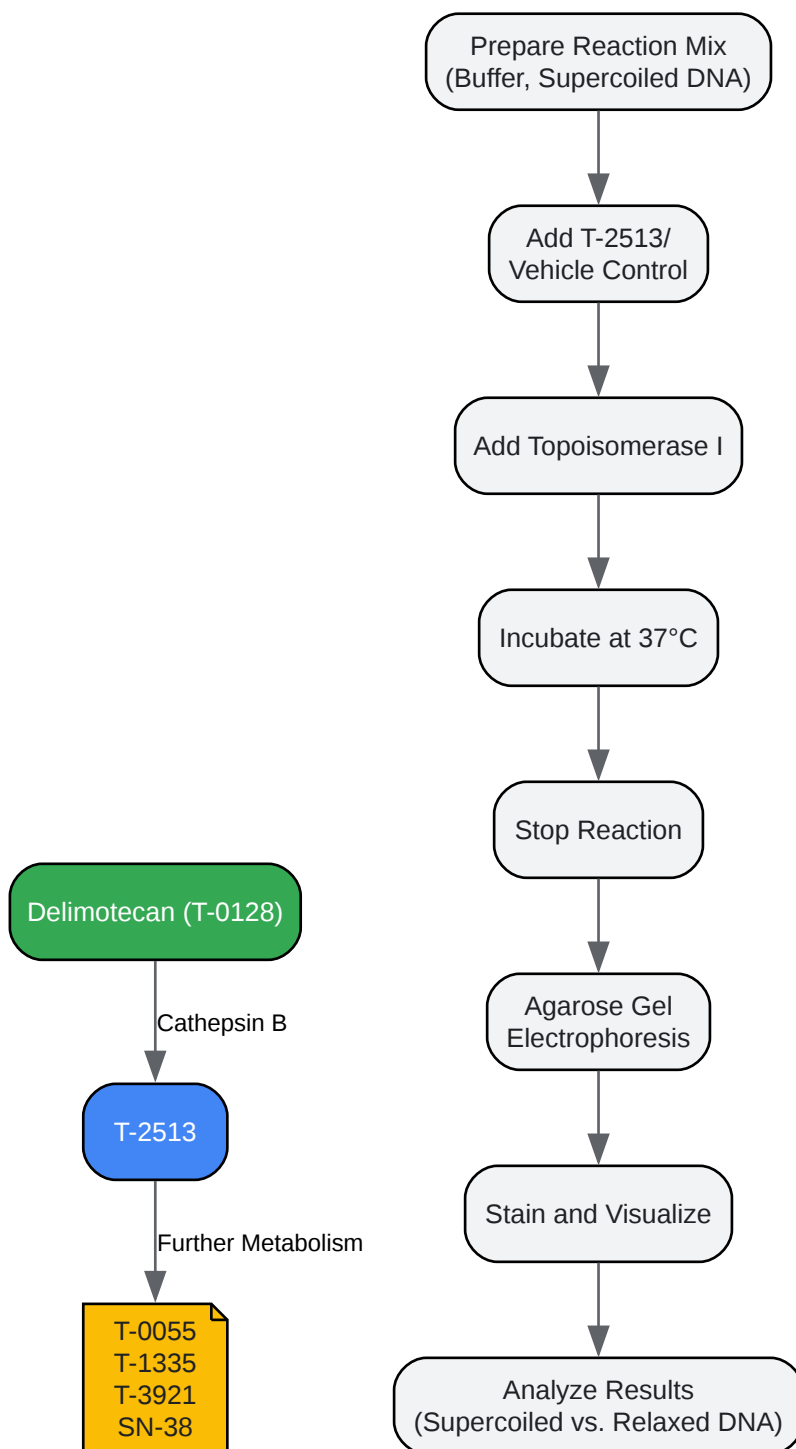 Prepare Reaction Mix
(Buffer, Supercoiled DNA)
Add T-2513/
Vehicle Control
Add Topoisomerase I
Incubate at 37°C
Stop Reaction
Agarose Gel
Electrophoresis
Stain and Visualize
Analyze Results
(Supercoiled vs. Relaxed DNA)
Delimotecan (T-0128)
Cathepsin B
T-2513
Further Metabolism
T-0055
T-1335
T-3921
SN-38